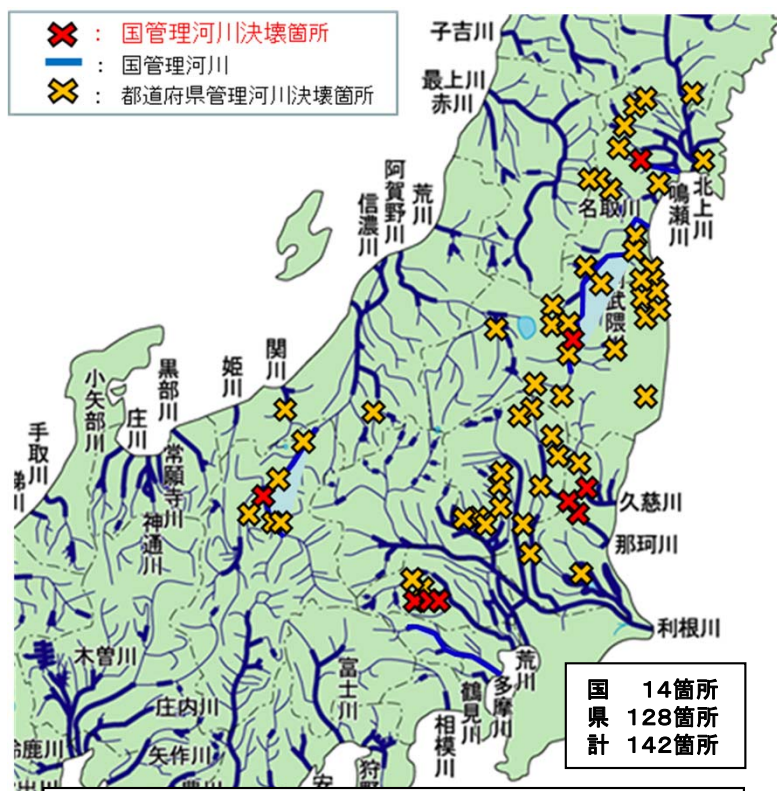 ： 国管理河川決壊箇所
： 国管理河川
： 都道府県管理河川決壊箇所
子吉川
最上川
赤川
荒川
阿賀野川
信濃川
名取川
鳴瀬川
北上川
武隈
関川
姫川
黒部川
小矢部川
庄川
常願寺川
神通川
手取川
久慈川
那珂川
利根川
荒川
多摩川
鶴見川
相模川
富士川
木曽川
庄内川
矢作川
鈴鹿川
国 14箇所
県 128箇所
計 142箇所